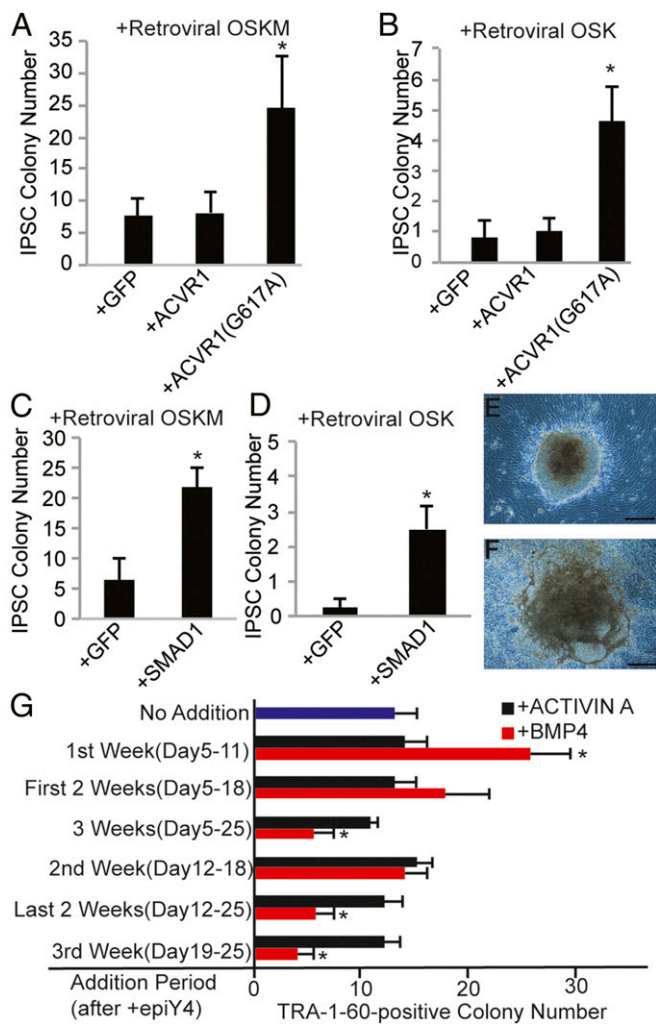 A
+Retroviral OSKM
IPSC Colony Number
35
30
25
20
15
10
5
0
*
+GFP
+ACVR1
+ACVR1(G617A)
B
+Retroviral OSK
IPSC Colony Number
7
6
5
4
3
2
1
0
*
+GFP
+ACVR1
+ACVR1(G617A)
C
+Retroviral OSKM
IPSC Colony Number
25
20
15
10
5
0
*
+GFP
+SMAD1
D
+Retroviral OSK
IPSC Colony Number
5
4
3
2
1
0
*
+GFP
+SMAD1
E
F
G
+ACTIVIN A
+BMP4
No Addition
1st Week(Day5-11)
*
First 2 Weeks(Day5-18)
3 Weeks(Day5-25)
*
2nd Week(Day12-18)
Last 2 Weeks(Day12-25)
*
3rd Week(Day19-25)
*
Addition Period
(after +epiY4)
0 10 20 30
TRA-1-60-positive Colony Number